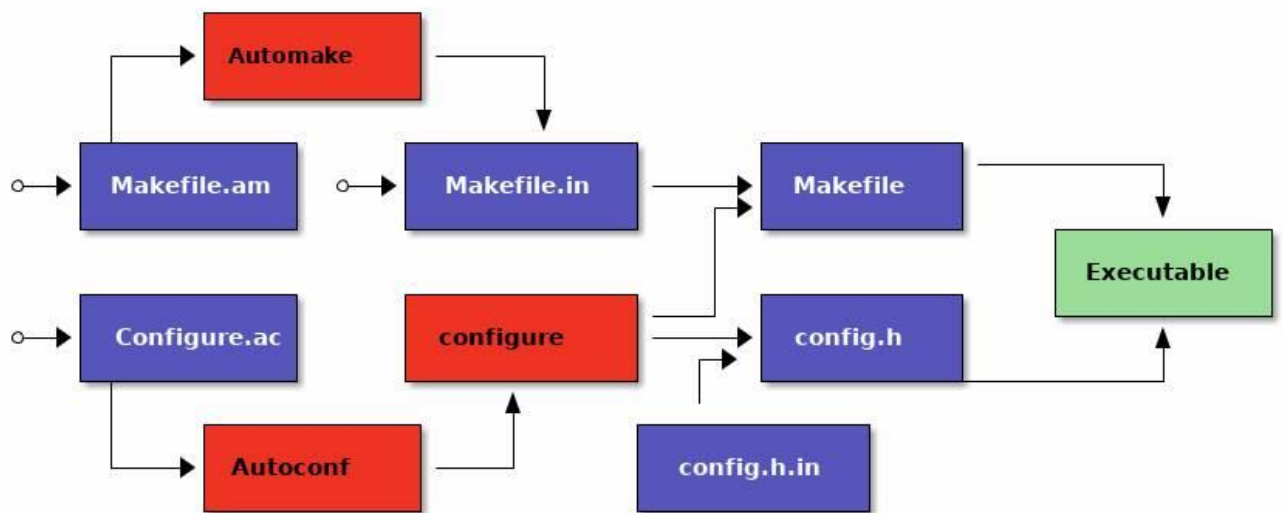 Automake
Makefile.am
Makefile.in
Makefile
Executable
Configure.ac
configure
config.h
Autoconf
config.h.in